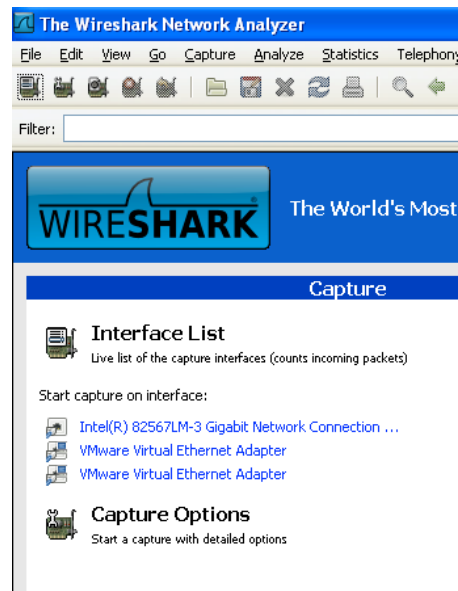 The Wireshark Network Analyzer
File Edit View Go Capture Analyze Statistics Telephony
Filter:
WIRESHARK
The World's Most
Capture
Interface List
Live list of the capture interfaces (counts incoming packets)
Start capture on interface:
Intel(R) 82567LM-3 Gigabit Network Connection ...
VMware Virtual Ethernet Adapter
VMware Virtual Ethernet Adapter
Capture Options
Start a capture with detailed options